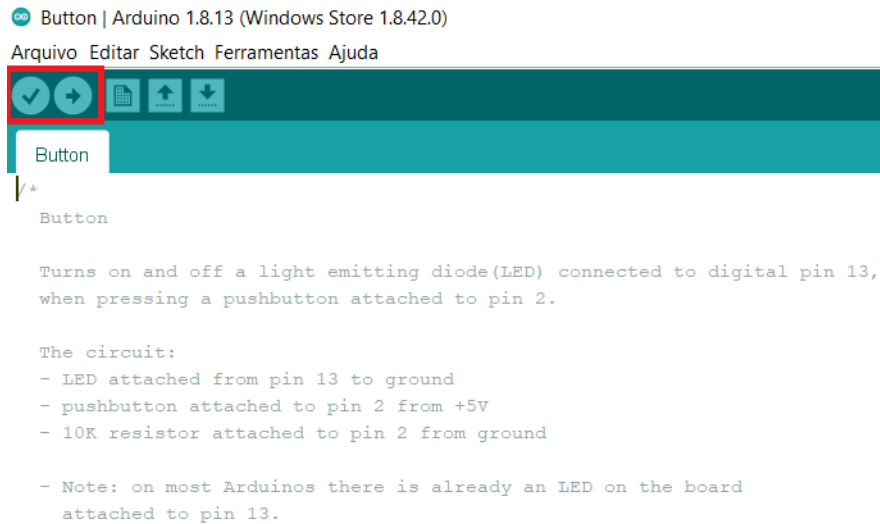 Button | Arduino 1.8.13 (Windows Store 1.8.42.0)
Arquivo Editar Sketch Ferramentas Ajuda
Button
/*
Button
Turns on and off a light emitting diode(LED) connected to digital pin 13,
when pressing a pushbutton attached to pin 2.
The circuit:
- LED attached from pin 13 to ground
- pushbutton attached to pin 2 from +5V
- 10K resistor attached to pin 2 from ground
- Note: on most Arduinos there is already an LED on the board
attached to pin 13.